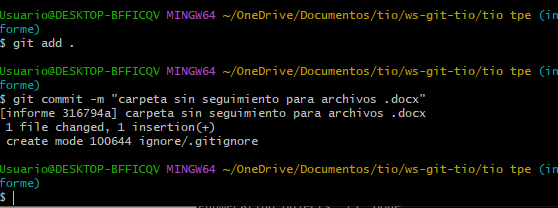 Usuario@DESKTOP-BFFICQV MINGW64 ~/OneDrive/Documentos/tio/ws-git-tio/tio tpe (in
forme)
$ git add .
Usuario@DESKTOP-BFFICQV MINGW64 ~/OneDrive/Documentos/tio/ws-git-tio/tio tpe (in
forme)
$ git commit -m "carpeta sin seguimiento para archivos .docx"
[informe 316794a] carpeta sin seguimiento para archivos .docx
1 file changed, 1 insertion(+)
create mode 100644 ignore/.gitignore
Usuario@DESKTOP-BFFICQV MINGW64 ~/OneDrive/Documentos/tio/ws-git-tio/tio tpe (in
forme)
$